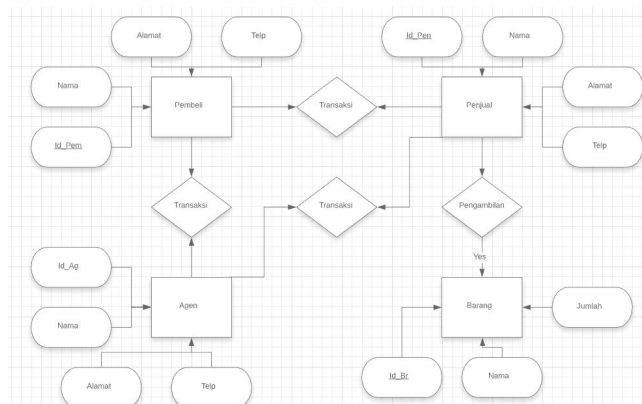 Alamat
Telp
Id_Pen
Nama
Nama
Pembeli
Transaksi
Penjual
Alamat
Id_Pem
Telp
Transaksi
Transaksi
Pengambilan
Yes
Id_Ag
Agen
Barang
Jumlah
Nama
Alamat
Telp
Id_Br
Nama